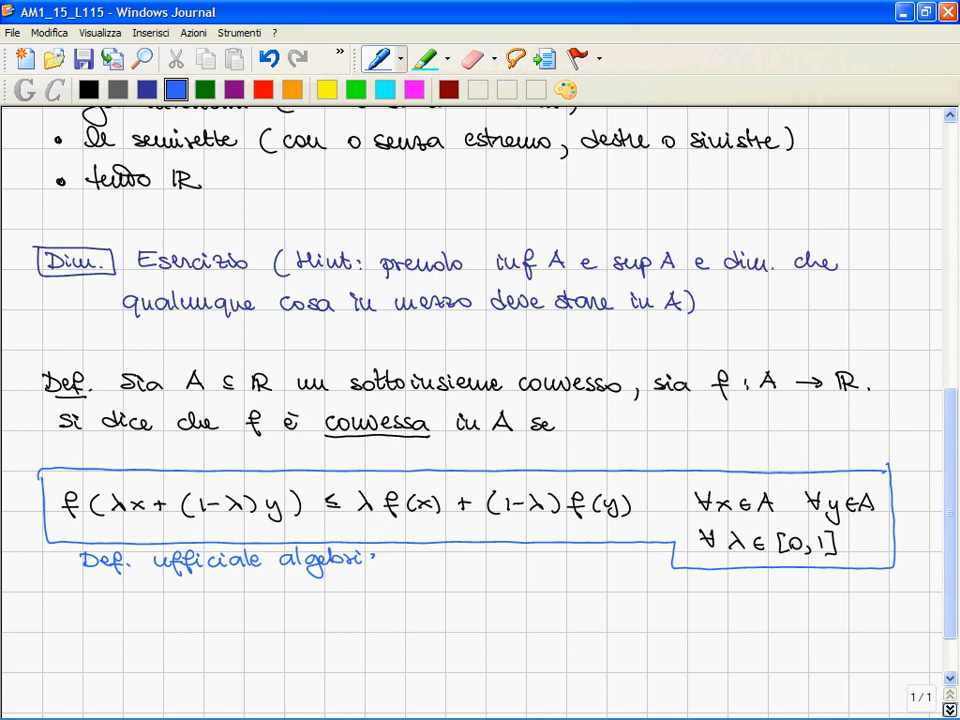 AM1_15_L115 - Windows Journal
File Modifica Visualizza Inserisci Azioni Strumenti ?
• le semirette (con o senza estremo, destre o sinistre)
• tutto ℝ
Dim. Esercizio (Hint: prendo inf A e sup A e dim. che
qualunque cosa in mezzo deve stare in A)
Def. Sia A ⊆ ℝ un sottoinsieme convesso, sia f : A → ℝ.
Si dice che f è convessa in A se
f(λx + (1-λ)y) ≤ λf(x) + (1-λ)f(y) ∀x∈A ∀y∈A
∀ λ ∈ [0,1]
Def. ufficiale algebri
1 / 1